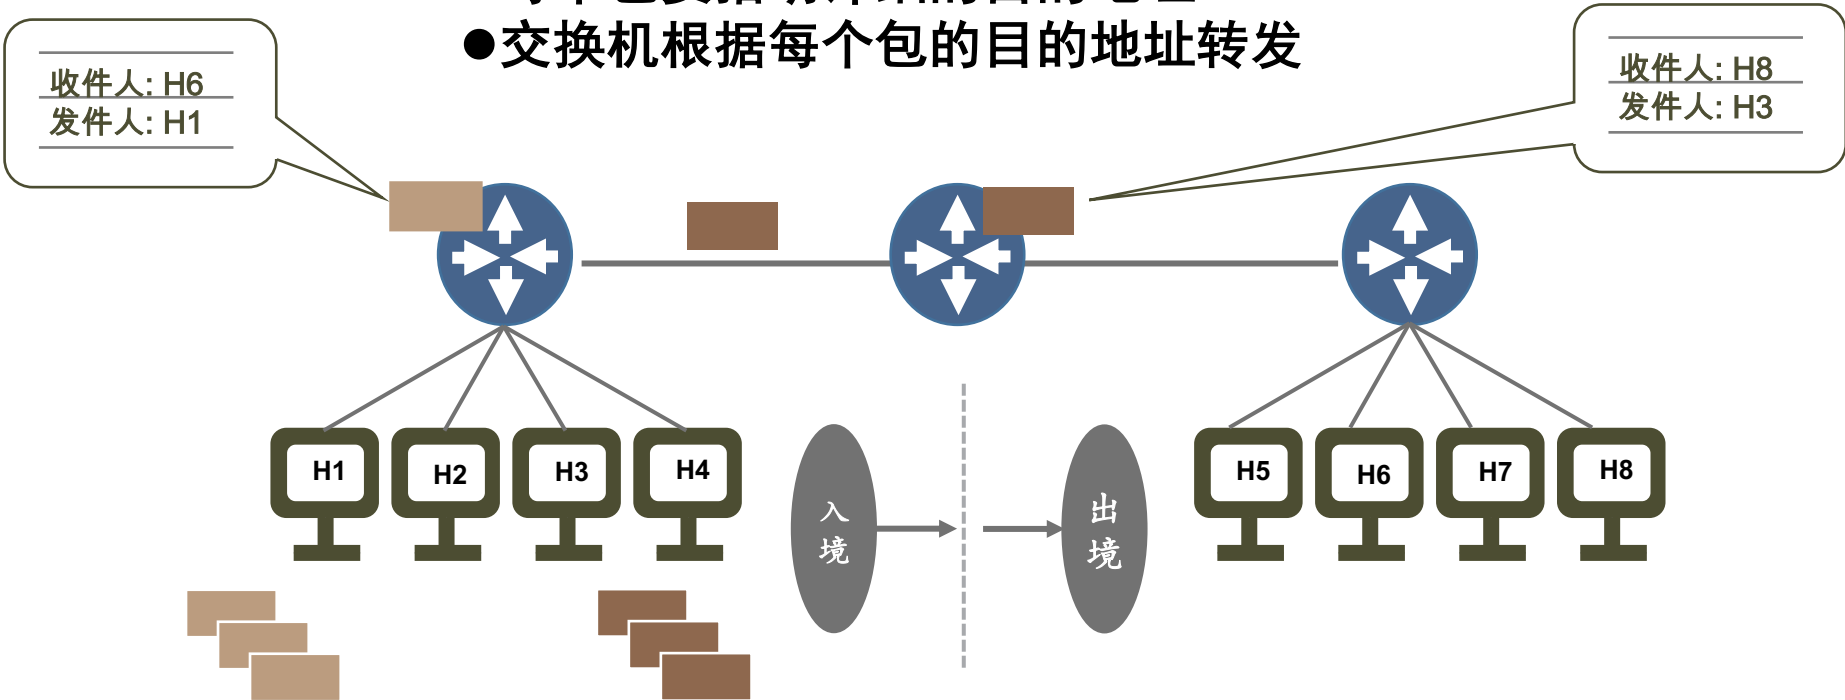 ●交换机根据每个包的目的地址转发
收件人: H6
发件人: H1
收件人: H8
发件人: H3
H1
H2
H3
H4
入
境
出
境
H5
H6
H7
H8